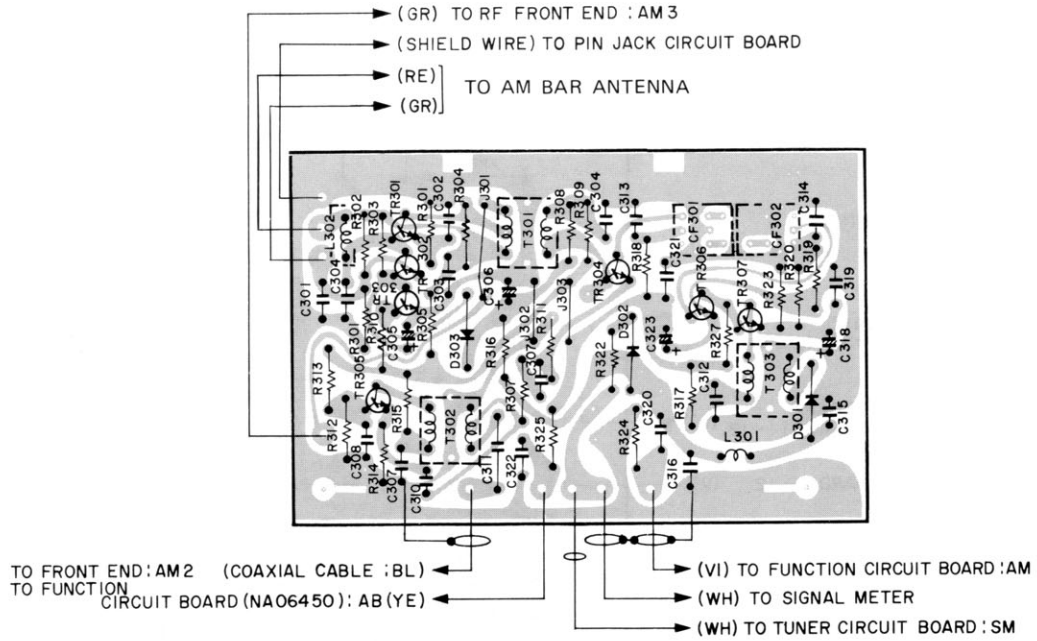 (GR) TO RF FRONT END : AM3
(SHIELD WIRE) TO PIN JACK CIRCUIT BOARD
(RE)
TO AM BAR ANTENNA
(GR)
L302
R302
R303
TR301
R301
C302
R304
J301
T301
R308
R309
C304
C313
R318
C321
CF301
CF302
C314
C301
C304
TR302
C303
C306
J303
TR304
TR306
TR307
R323
R320
R319
C319
R301
R310
TR303
C305
R305
D303
R316
J302
R311
R322
D302
C323
R327
C318
R313
TR305
R315
T302
R307
C307
R317
C312
T303
D301
C315
R312
C308
R314
C307
C310
C311
C322
R325
R324
C320
C316
L301
TO FRONT END : AM2 (COAXIAL CABLE : BL)
TO FUNCTION
CIRCUIT BOARD (NA06450) : AB (YE)
(VI) TO FUNCTION CIRCUIT BOARD : AM
(WH) TO SIGNAL METER
(WH) TO TUNER CIRCUIT BOARD : SM